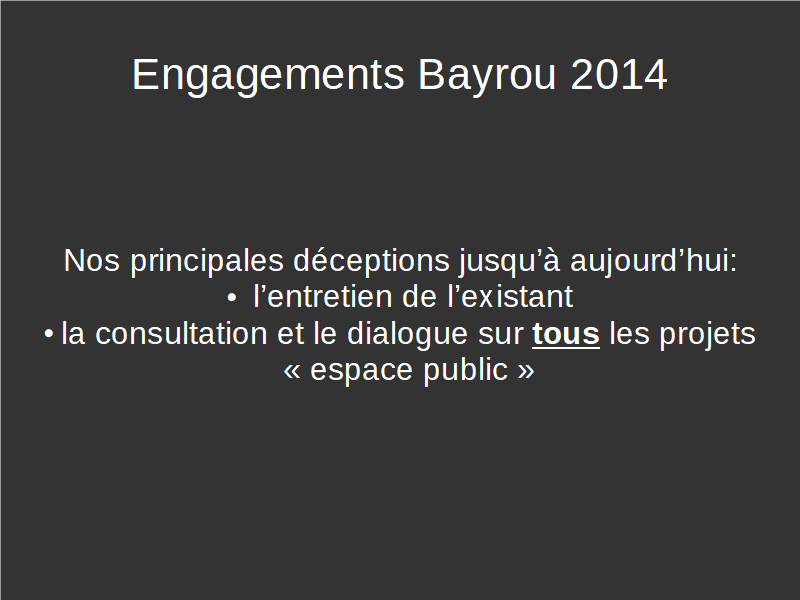 Engagements Bayrou 2014
Nos principales déceptions jusqu’à aujourd’hui:
• l’entretien de l’existant
• la consultation et le dialogue sur tous les projets
« espace public »